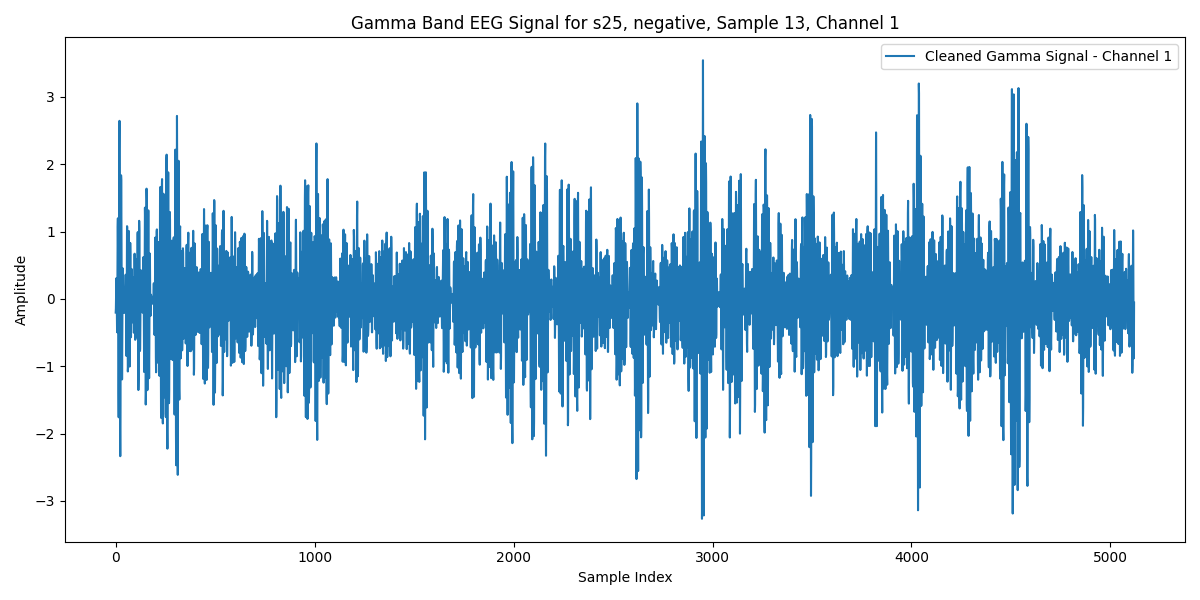 Gamma Band EEG Signal for s25, negative, Sample 13, Channel 1
Cleaned Gamma Signal - Channel 1
Amplitude
3
2
1
0
−1
−2
−3
0 1000 2000 3000 4000 5000
Sample Index